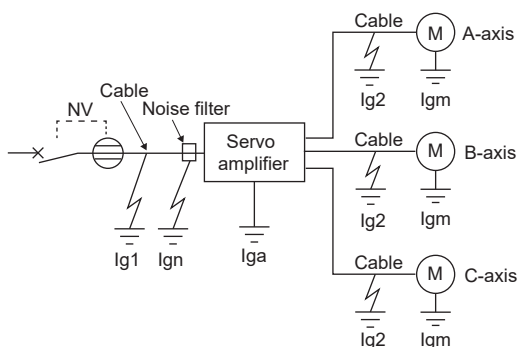 Cable
M
A-axis
Ig2
Igm
NV
Cable
Noise filter
Servo
amplifier
Ig1
Ign
Iga
Cable
M
B-axis
Ig2
Igm
Cable
M
C-axis
Ig2
Igm